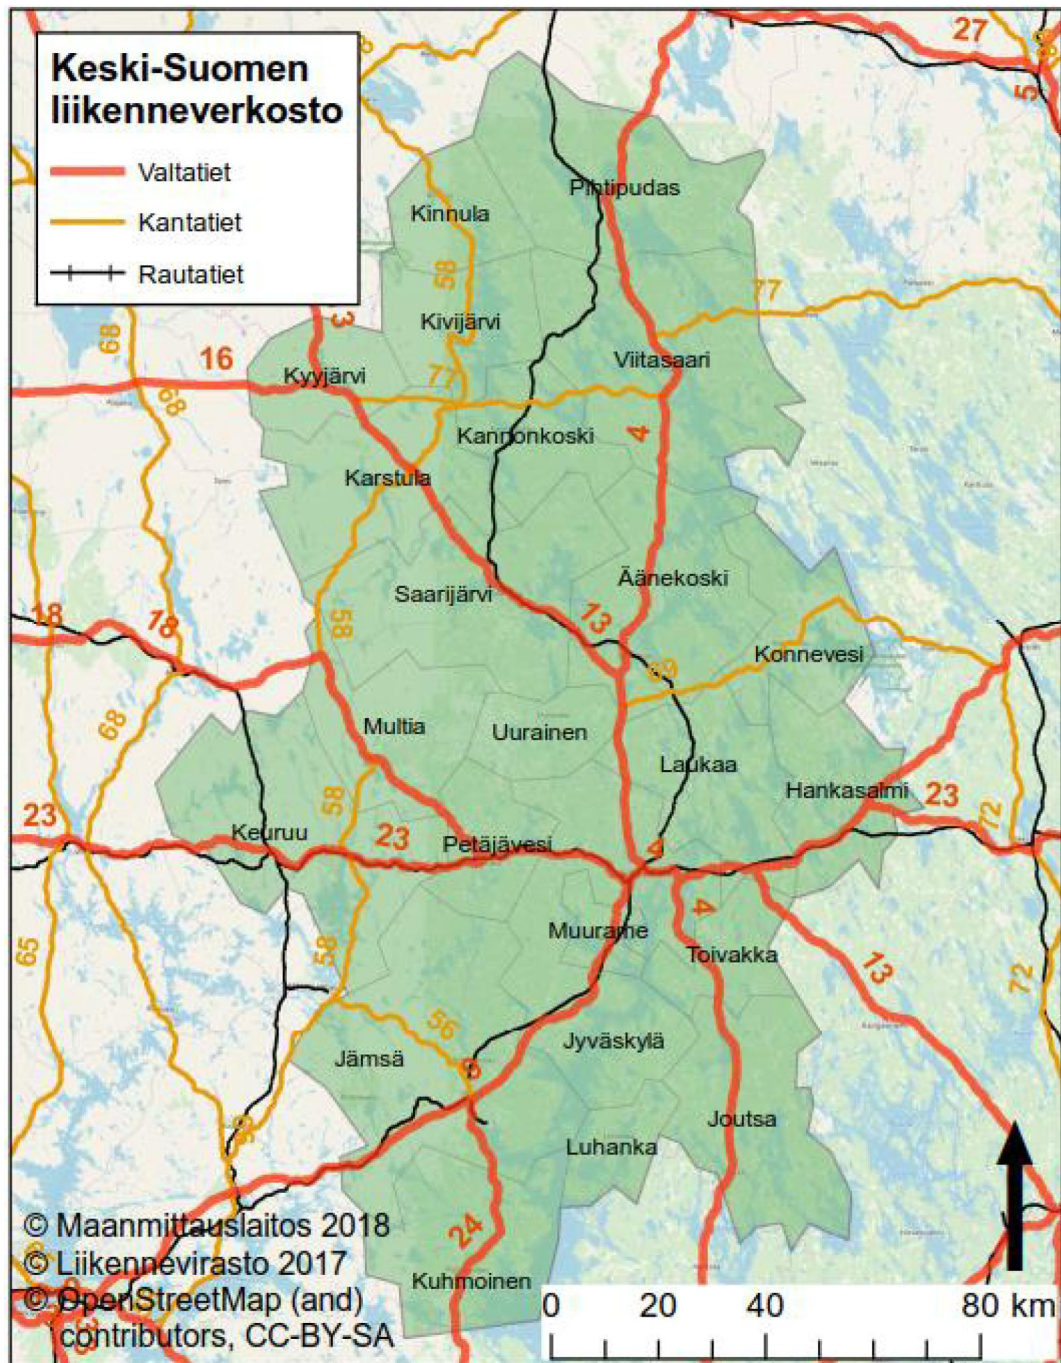 Keski-Suomen
liikenneverkosto
Valtatiet
Kantatiet
Rautatiet
27
5
Pihtipudas
Kinnula
58
77
Kivijärvi
3
68
16
Viitasaari
Kyyjärvi
77
68
4
Kannonkoski
Karstula
Äänekoski
Saarijärvi
13
18
18
58
Konnevesi
69
68
Multia
Uurainen
Laukaa
Hankasalmi
58
23
23
72
Keuruu
23
Petäjävesi
4
4
Muurame
65
58
Toivakka
13
72
56
Jyväskylä
Jämsä
9
Joutsa
Luhanka
© Maanmittauslaitos 2018
24
© Liikennevirasto 2017
Kuhmoinen
© OpenStreetMap (and)
contributors, CC-BY-SA
0 20 40 80 km